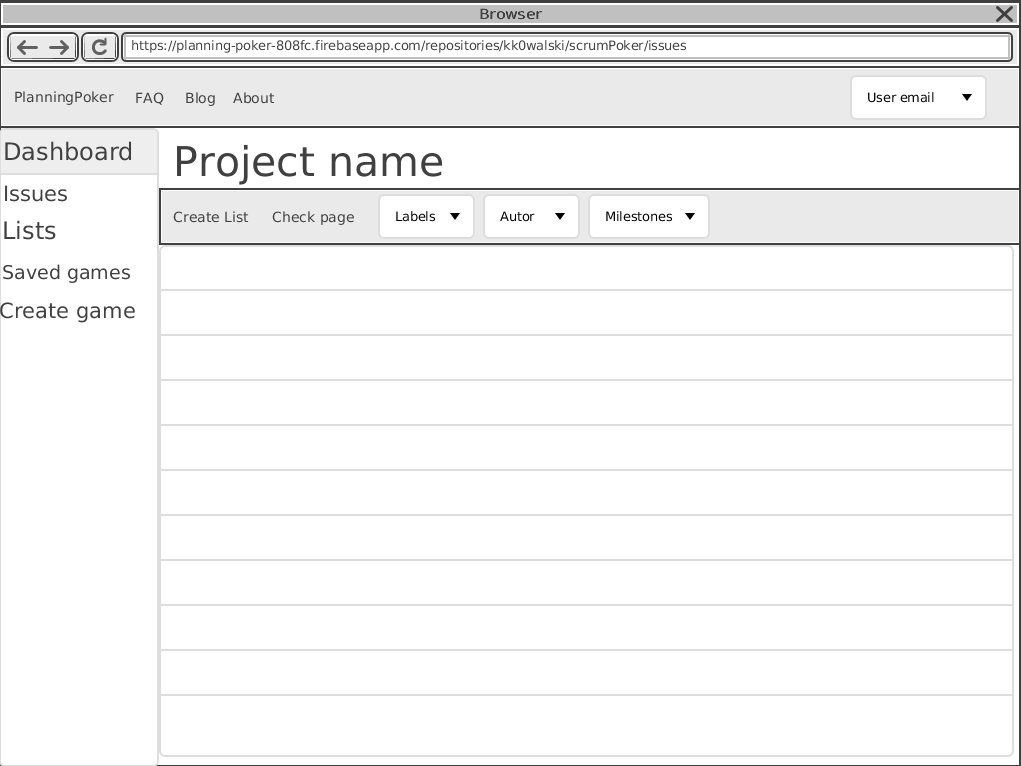 Browser
https://planning-poker-808fc.firebaseapp.com/repositories/kk0walski/scrumPoker/issues
PlanningPoker FAQ Blog About User email
Dashboard
Issues
Lists
Saved games
Create game
Project name
Create List Check page Labels Autor Milestones